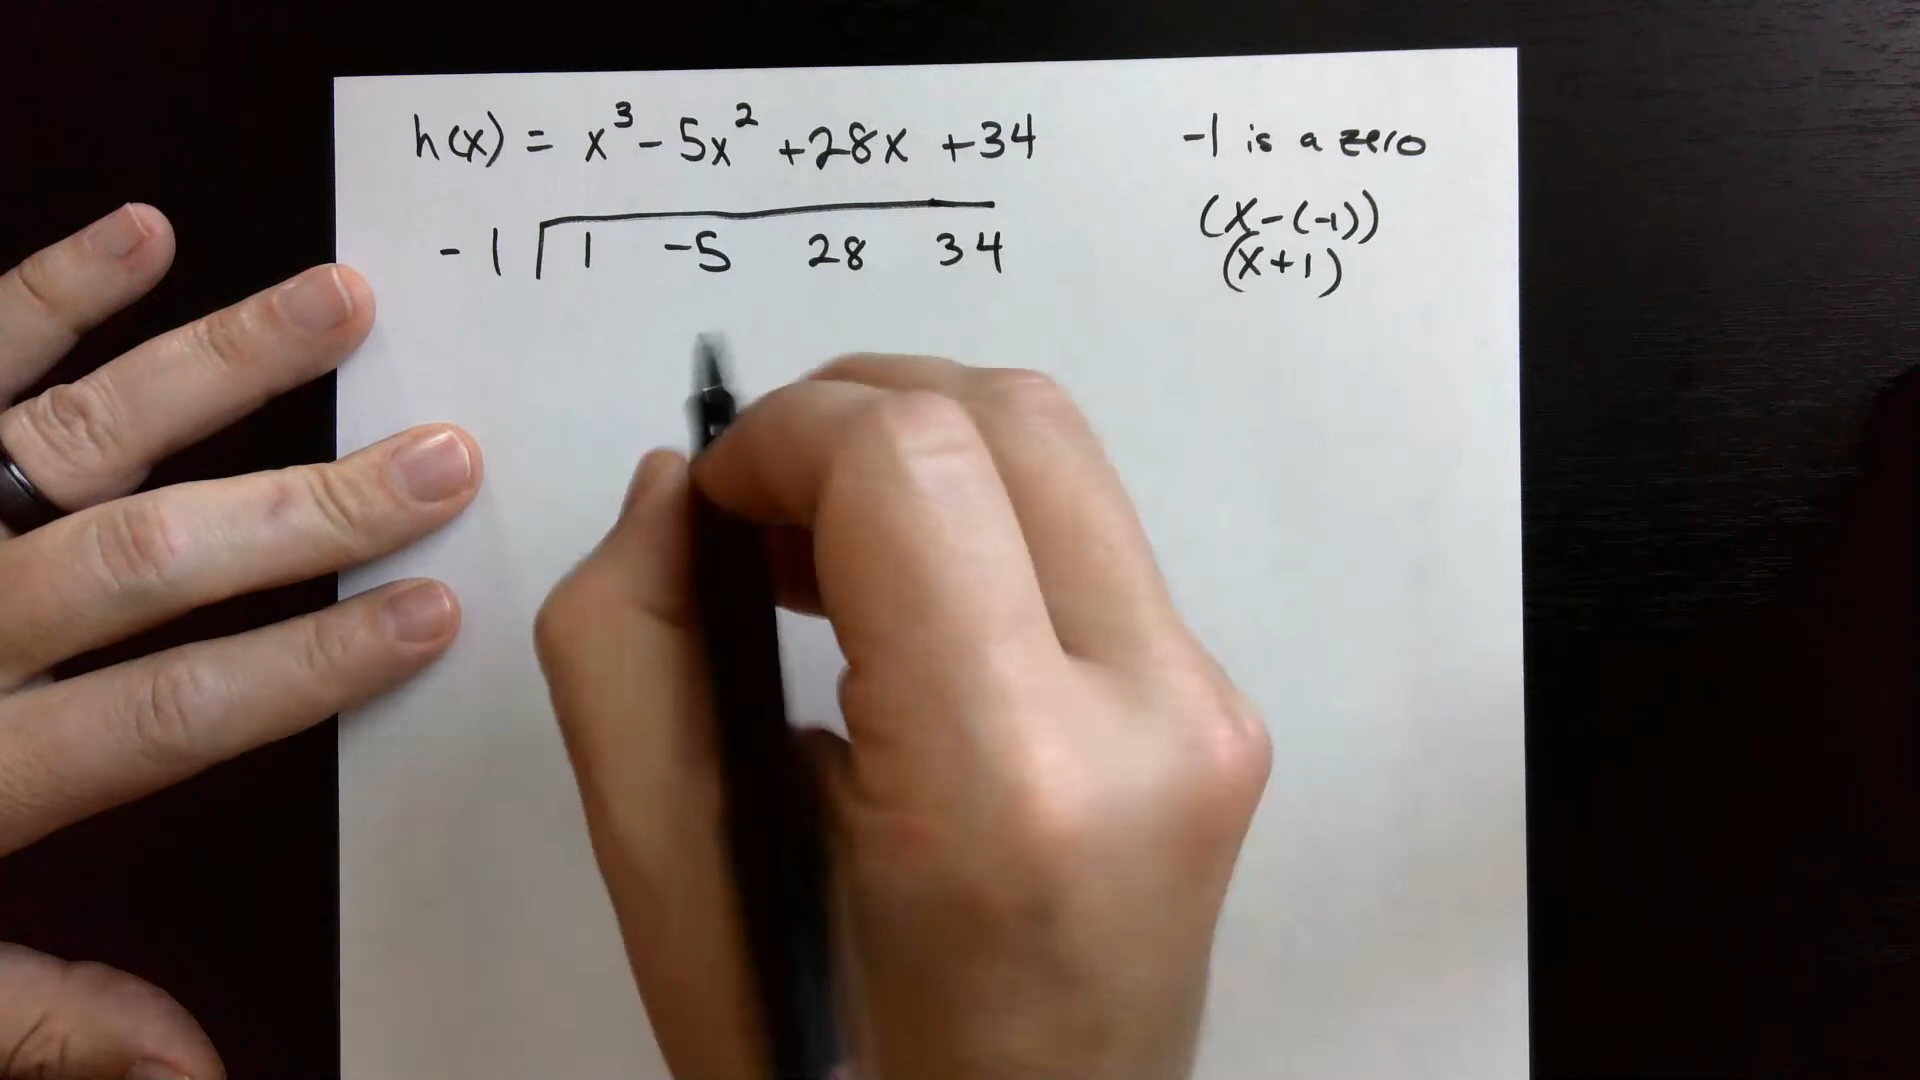 h(x) = x³ - 5x² + 28x + 34
-1 is a zero
(x-(-1))
(x+1)
-1 1 -5 28 34